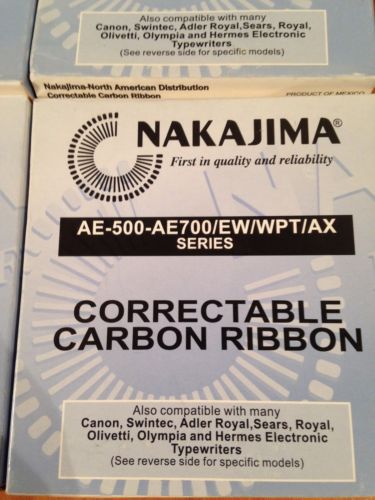 Also compatible with many
Canon, Swintec, Adler Royal,Sears, Royal,
Olivetti, Olympia and Hermes Electronic
Typewriters
(See reverse side for specific models)
Nakajima-North American Distribution
Correctable Carbon Ribbon
PRODUCT OF MEXICO
NAKAJIMA®
First in quality and reliability
AE-500-AE700/EW/WPT/AX
SERIES
CORRECTABLE
CARBON RIBBON
Also compatible with many
Canon, Swintec, Adler Royal,Sears, Royal,
Olivetti, Olympia and Hermes Electronic
Typewriters
(See reverse side for specific models)